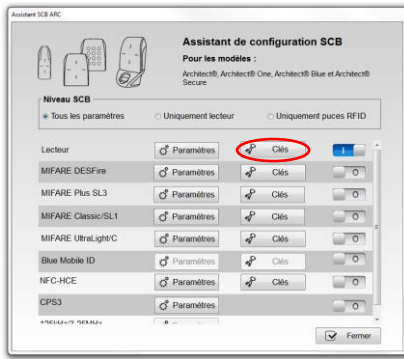 Assistant SCB ARC
Assistant de configuration SCB
Pour les modèles :
Architect®, Architect® One, Architect® Blue et Architect®
Secure
Niveau SCB
Tous les paramètres Uniquement lecteur Uniquement puces RFID
Lecteur Paramètres Clés I
MIFARE DESFire Paramètres Clés O
MIFARE Plus SL3 Paramètres Clés O
MIFARE Classic/SL1 Paramètres Clés O
MIFARE UltraLight/C Paramètres Clés O
Blue Mobile ID Paramètres Clés O
NFC-HCE Paramètres Clés O
CPS3 Paramètres O
125kHz/3.25MHz
Fermer